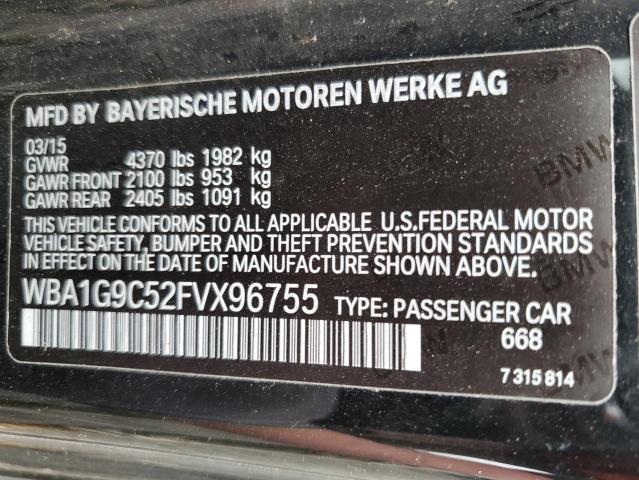 MFD BY BAYERISCHE MOTOREN WERKE AG
03/15
GVWR 4370 lbs 1982 kg
GAWR FRONT 2100 lbs 953 kg
GAWR REAR 2405 lbs 1091 kg
THIS VEHICLE CONFORMS TO ALL APPLICABLE U.S.FEDERAL MOTOR
VEHICLE SAFETY, BUMPER AND THEFT PREVENTION STANDARDS
IN EFFECT ON THE DATE OF MANUFACTURE SHOWN ABOVE.
WBA1G9C52FVX96755 TYPE: PASSENGER CAR
668
7 315 814
BMW